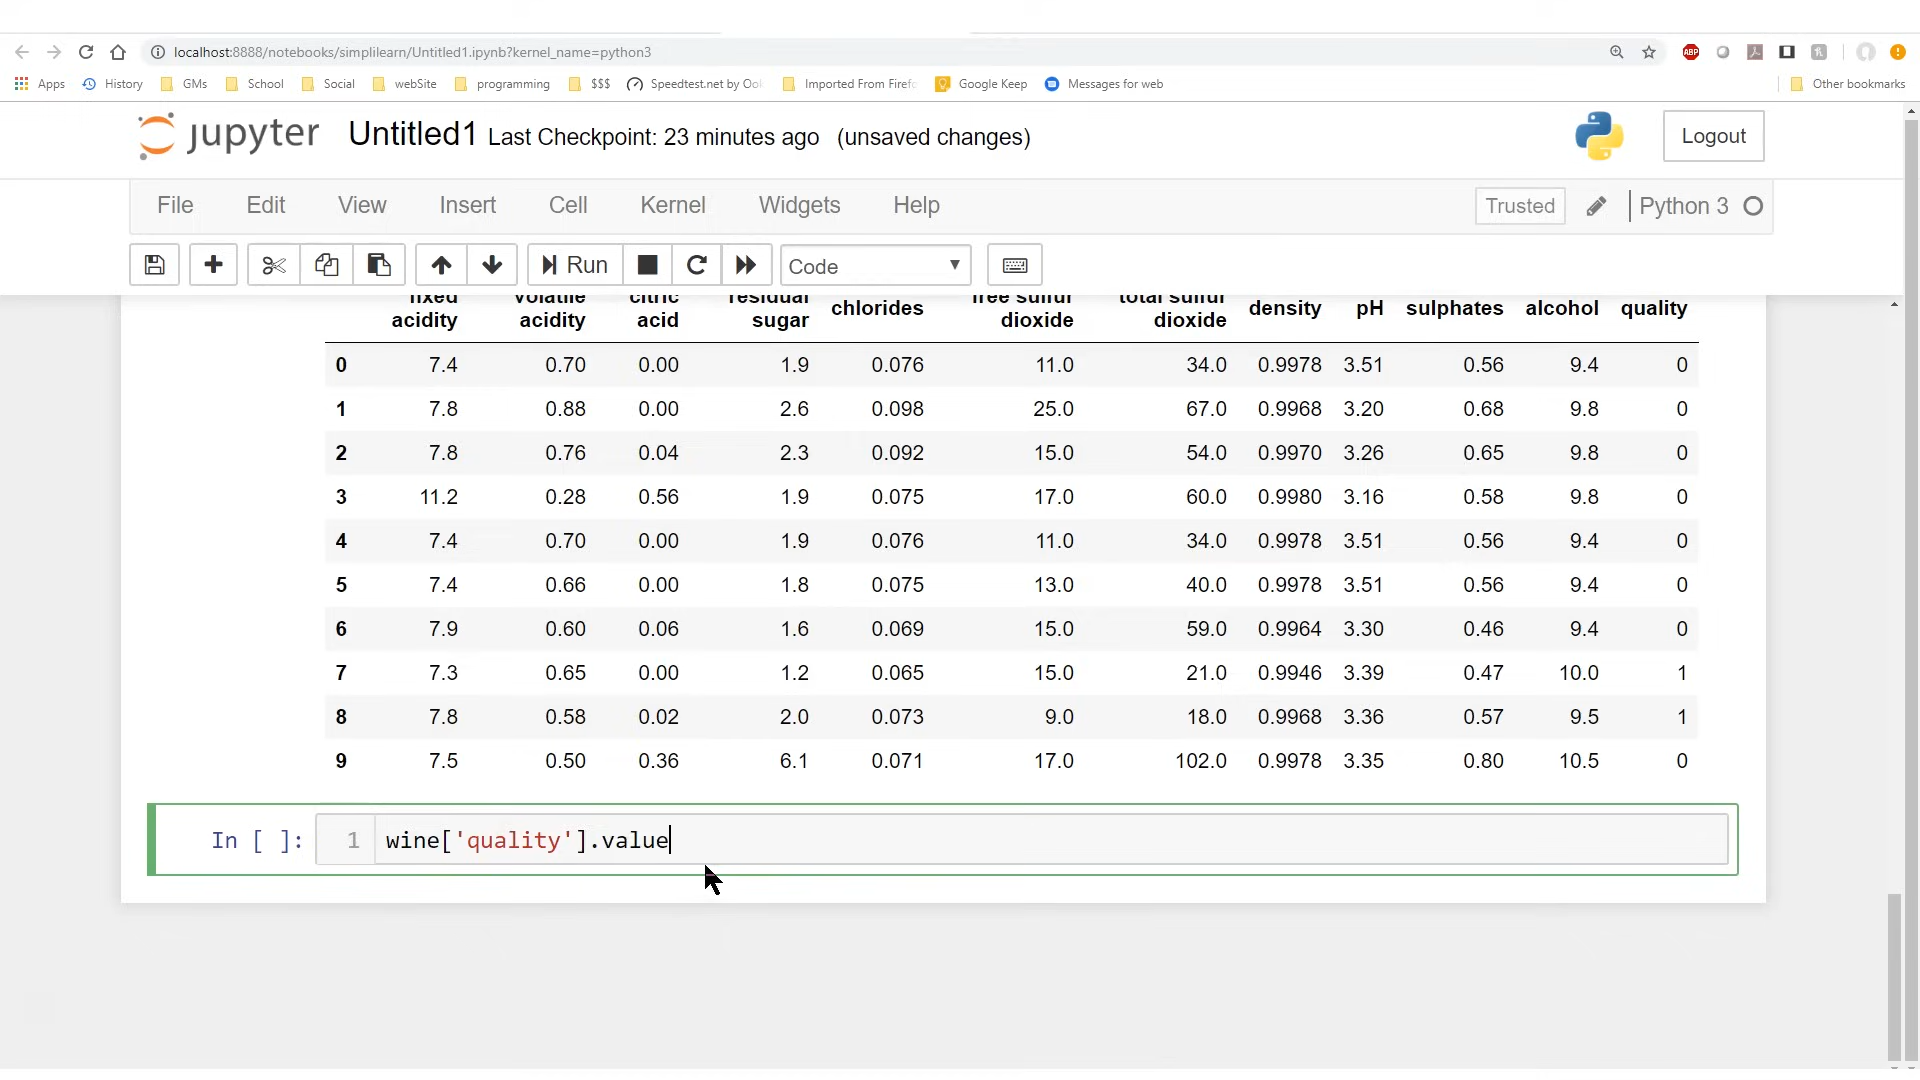 localhost:8888/notebooks/simplilearn/Untitled1.ipynb?kernel_name=python3
ABP
Apps History GMs School Social webSite programming $$$ Speedtest.net by Ook Imported From Firefo Google Keep Messages for web Other bookmarks
jupyter Untitled1 Last Checkpoint: 23 minutes ago (unsaved changes) Logout
File Edit View Insert Cell Kernel Widgets Help Trusted Python 3
Run Code
fixed volatile citric residual free sulfur total sulfur
acidity acidity acid sugar chlorides dioxide dioxide density pH sulphates alcohol quality
0 7.4 0.70 0.00 1.9 0.076 11.0 34.0 0.9978 3.51 0.56 9.4 0
1 7.8 0.88 0.00 2.6 0.098 25.0 67.0 0.9968 3.20 0.68 9.8 0
2 7.8 0.76 0.04 2.3 0.092 15.0 54.0 0.9970 3.26 0.65 9.8 0
3 11.2 0.28 0.56 1.9 0.075 17.0 60.0 0.9980 3.16 0.58 9.8 0
4 7.4 0.70 0.00 1.9 0.076 11.0 34.0 0.9978 3.51 0.56 9.4 0
5 7.4 0.66 0.00 1.8 0.075 13.0 40.0 0.9978 3.51 0.56 9.4 0
6 7.9 0.60 0.06 1.6 0.069 15.0 59.0 0.9964 3.30 0.46 9.4 0
7 7.3 0.65 0.00 1.2 0.065 15.0 21.0 0.9946 3.39 0.47 10.0 1
8 7.8 0.58 0.02 2.0 0.073 9.0 18.0 0.9968 3.36 0.57 9.5 1
9 7.5 0.50 0.36 6.1 0.071 17.0 102.0 0.9978 3.35 0.80 10.5 0
In [ ]: 1 wine['quality'].value